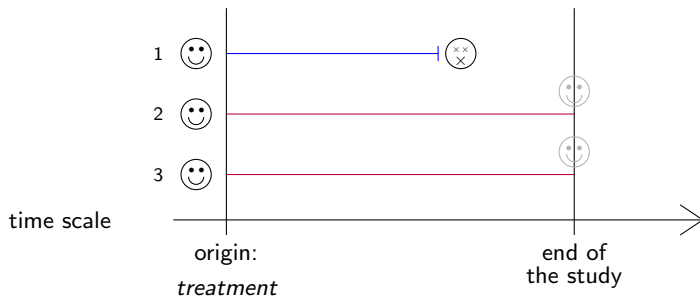 1
2
3
time scale
origin:
treatment
end of
the study